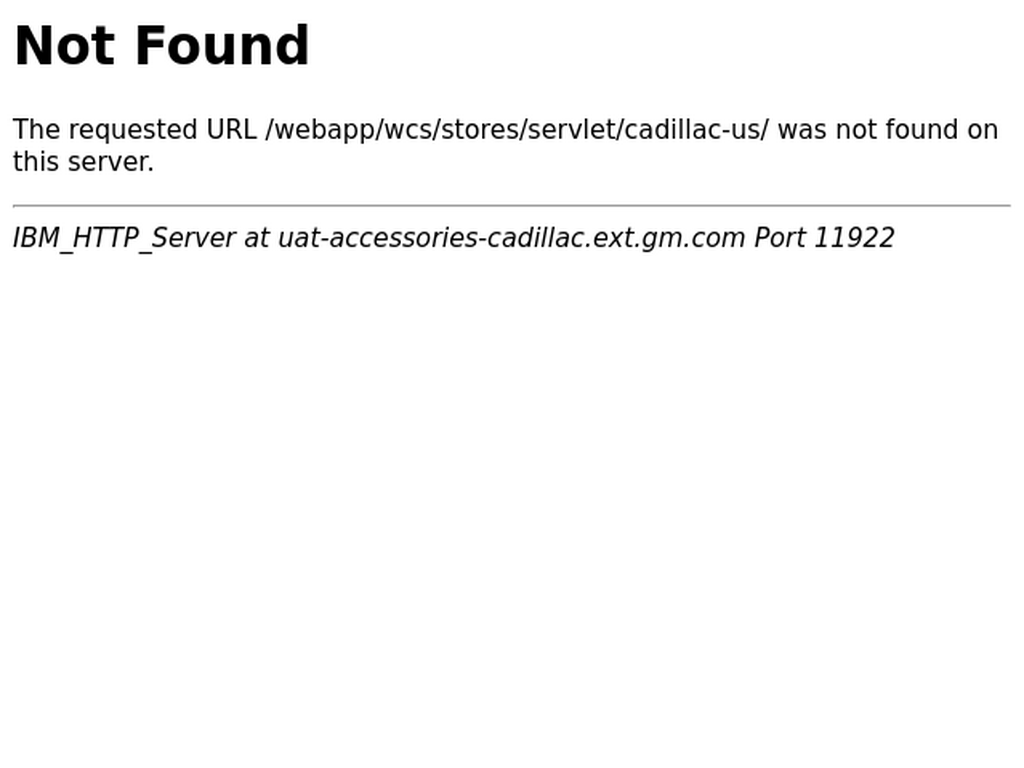 Not Found
The requested URL /webapp/wcs/stores/servlet/cadillac-us/ was not found on
this server.
IBM_HTTP_Server at uat-accessories-cadillac.ext.gm.com Port 11922